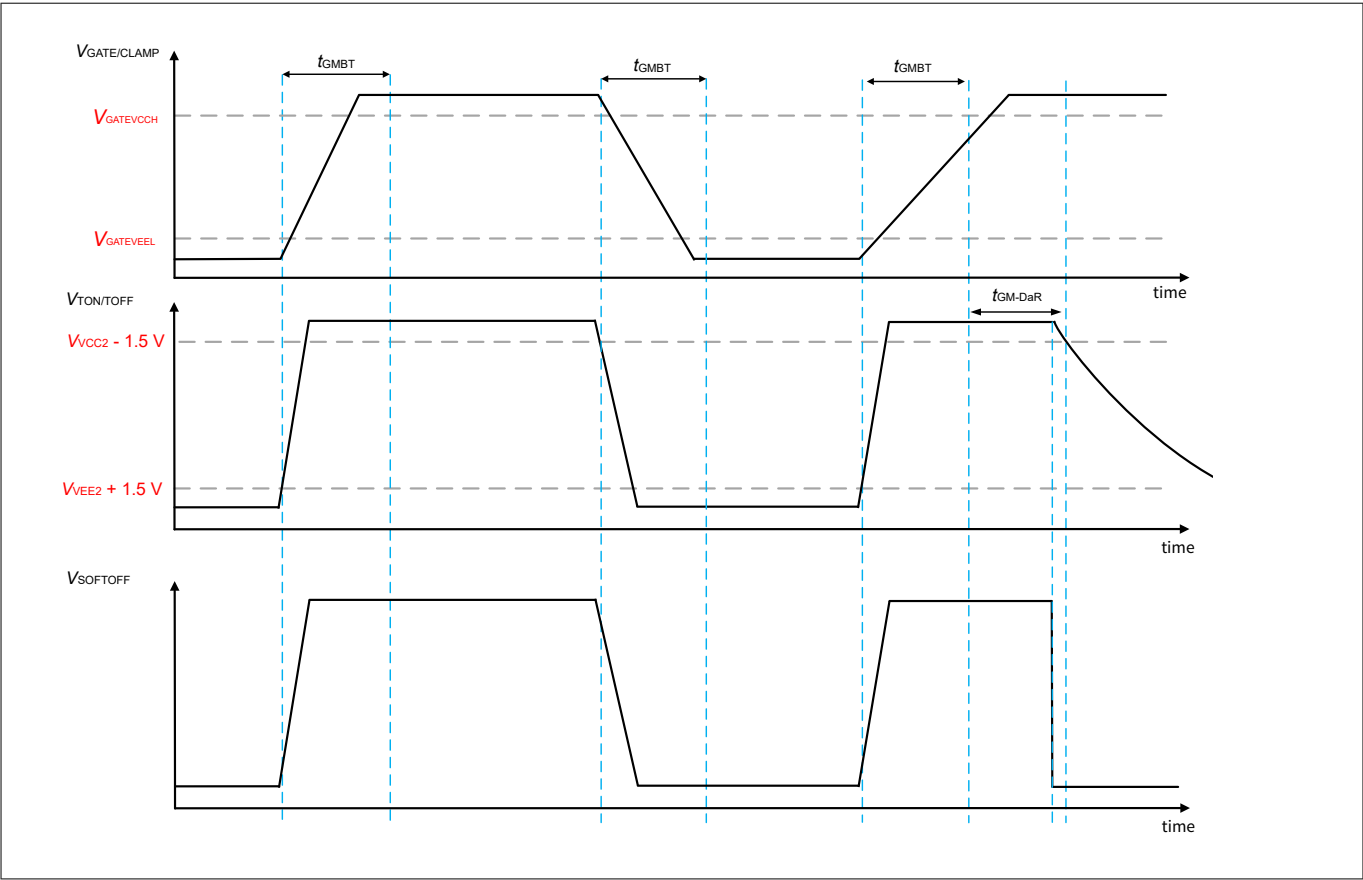 VGATE/CLAMP
tGMBT
tGMBT
tGMBT
VGATEVCCH
VGATEVEEL
time
VTON/TOFF
tGM-DaR
VVCC2 - 1.5 V
VVEE2 + 1.5 V
time
VSOFTOFF
time